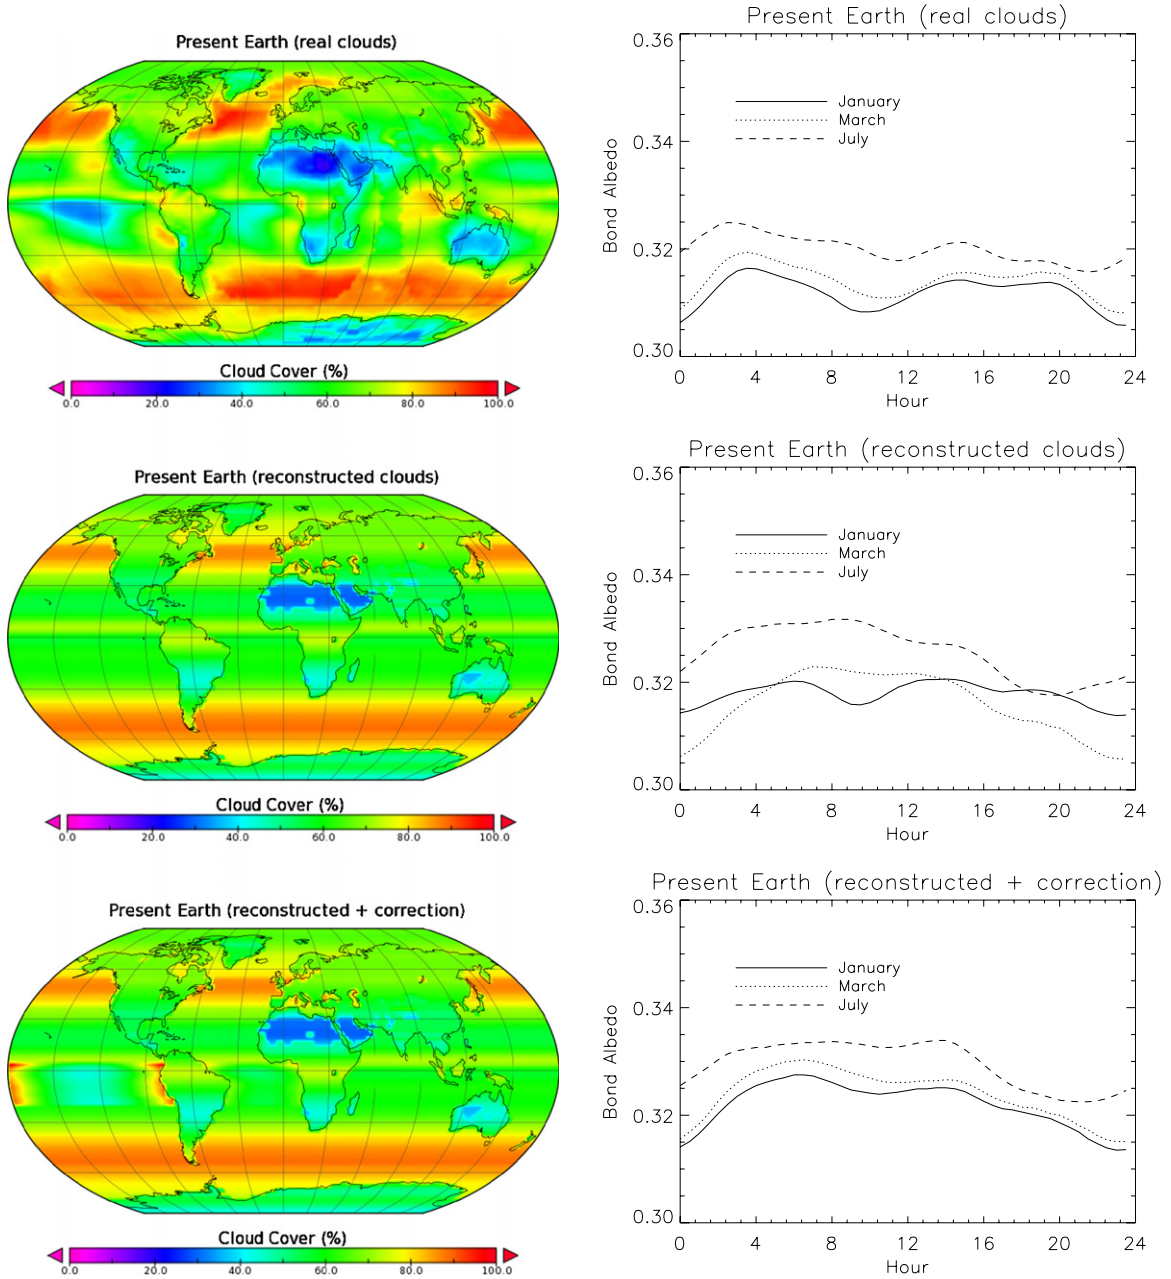 Present Earth (real clouds)
Cloud Cover (%)
0.0 20.0 40.0 60.0 80.0 100.0
Present Earth (real clouds)
0.36
0.34
0.32
0.30
Bond Albedo
January
March
July
0 4 8 12 16 20 24
Hour
Present Earth (reconstructed clouds)
Cloud Cover (%)
0.0 20.0 40.0 60.0 80.0 100.0
Present Earth (reconstructed clouds)
0.36
0.34
0.32
0.30
Bond Albedo
January
March
July
0 4 8 12 16 20 24
Hour
Present Earth (reconstructed + correction)
Cloud Cover (%)
0.0 20.0 40.0 60.0 80.0 100.0
Present Earth (reconstructed + correction)
0.36
0.34
0.32
0.30
Bond Albedo
January
March
July
0 4 8 12 16 20 24
Hour